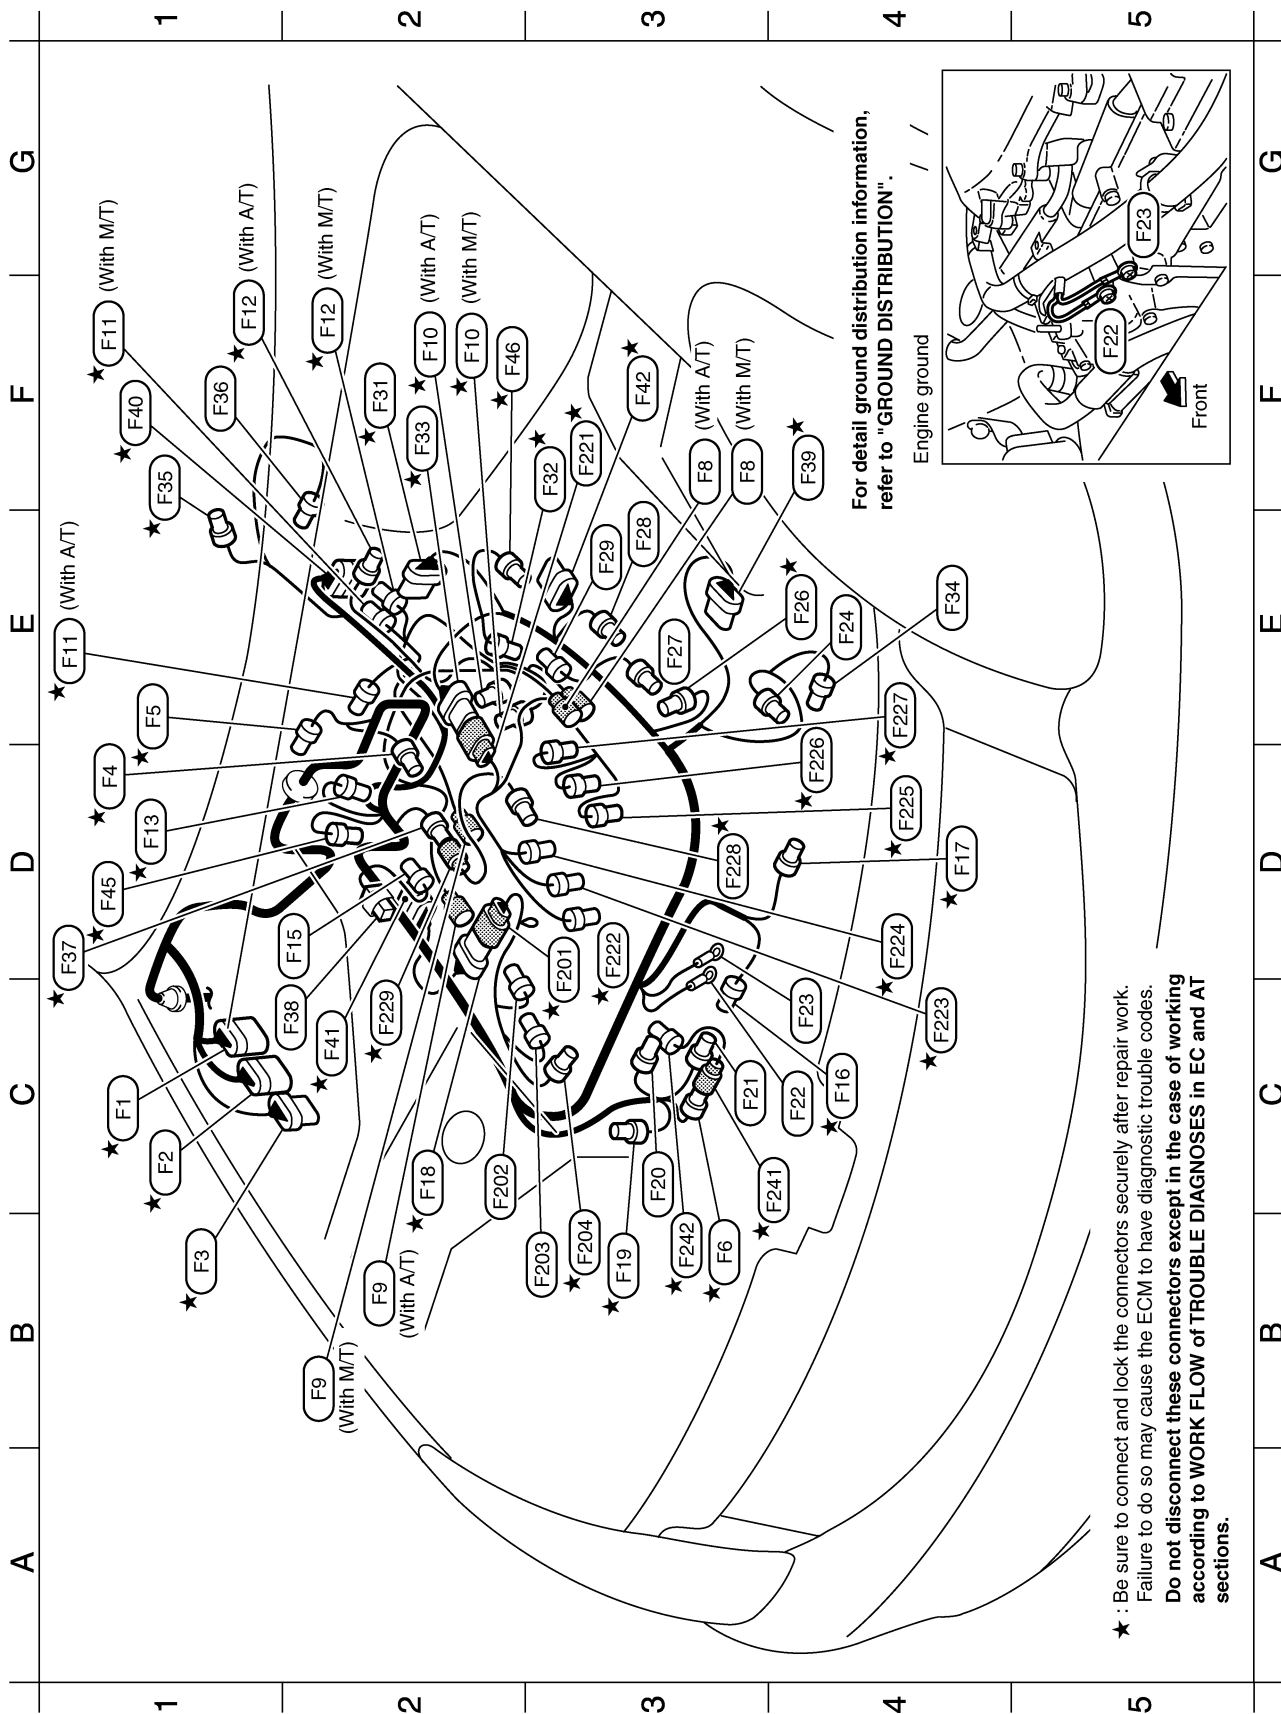 1
2
3
4
5
G
F
E
D
C
B
A
G
F
E
D
C
B
A
1
2
3
4
5
★ F11 (With M/T)
★ F40
★ F35
F36
★ F12 (With A/T)
★ F12 (With M/T)
★ F31
★ F33
★ F10 (With A/T)
★ F10 (With M/T)
★ F46
★ F32
★ F221
★ F42
F29
F28
F8 (With A/T)
F8 (With M/T)
★ F39
★ F11 (With A/T)
★ F5
★ F4
★ F13
★ F45
★ F37
F27
★ F26
F24
F34
★ F227
★ F226
★ F225
★ F228
★ F17
★ F224
★ F223
F15
F38
★ F41
★ F229
★ F201
★ F222
F23
F22
★ F16
F21
★ F1
★ F2
★ F3
★ F18
F202
F203
★ F204
★ F19
F20
★ F242
★ F6
★ F241
F9
(With A/T)
F9
(With M/T)
For detail ground distribution information,
refer to "GROUND DISTRIBUTION".
Engine ground
F23
F22
Front
★ : Be sure to connect and lock the connectors securely after repair work.
Failure to do so may cause the ECM to have diagnostic trouble codes.
Do not disconnect these connectors except in the case of working
according to WORK FLOW of TROUBLE DIAGNOSES in EC and AT
sections.